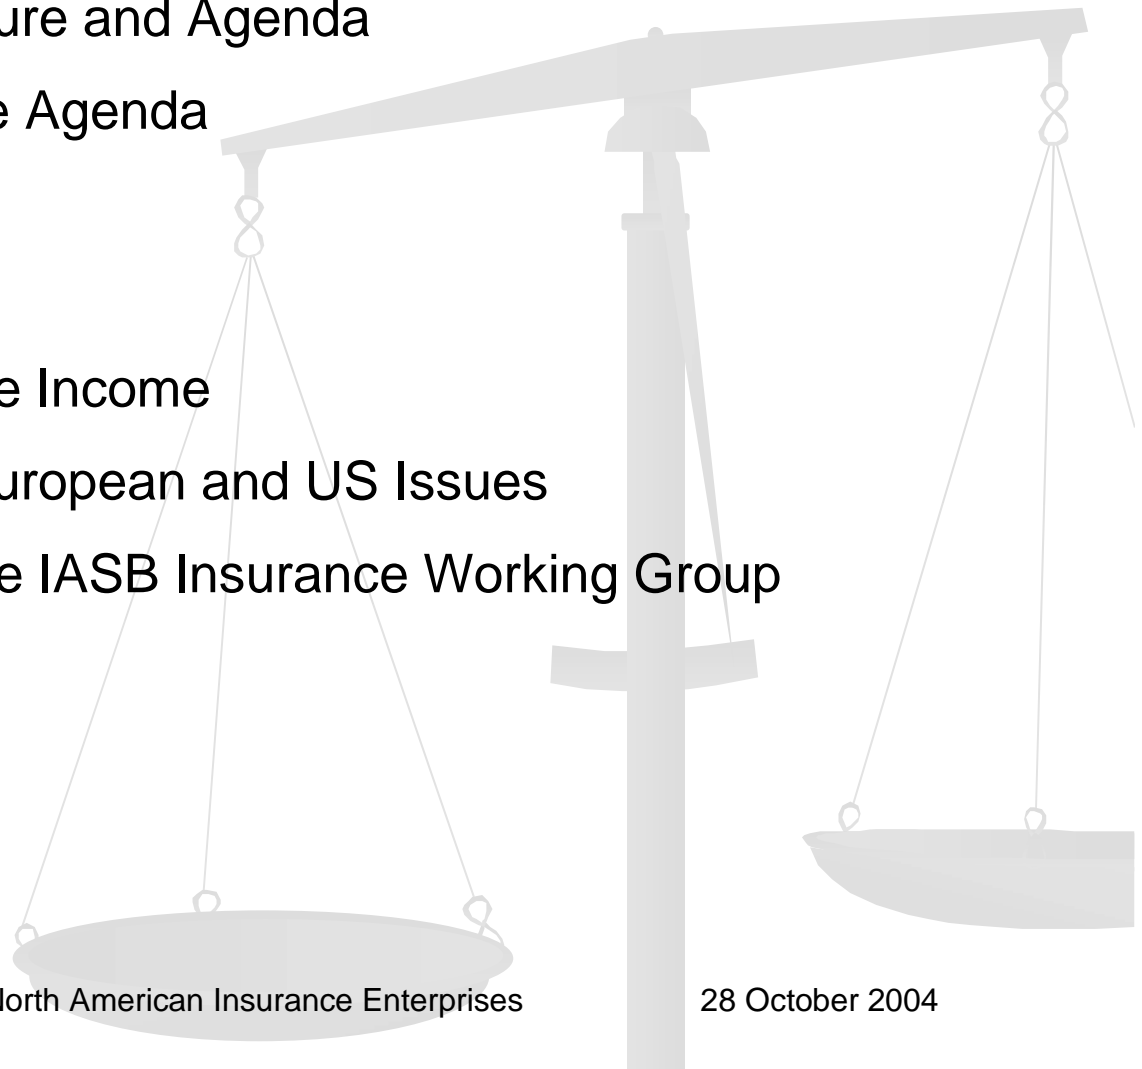 ure and Agenda
e Agenda
e Income
uropean and US Issues
e IASB Insurance Working Group
North American Insurance Enterprises 28 October 2004